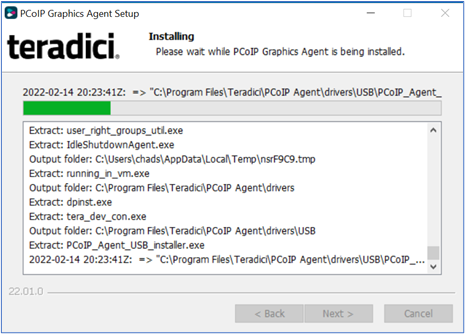 PCoIP Graphics Agent Setup
teradici.
Installing
Please wait while PCoIP Graphics Agent is being installed.
2022-02-14 20:23:41Z: => "C:\Program Files\Teradici\PCoIP Agent\drivers\USB\PCoIP_Agent_
Extract: user_right_groups_util.exe
Extract: IdleShutdownAgent.exe
Output folder: C:\Users\chads\AppData\Local\Temp\nsrF9C9.tmp
Extract: running_in_vm.exe
Output folder: C:\Program Files\Teradici\PCoIP Agent\drivers
Extract: dpinst.exe
Extract: tera_dev_con.exe
Output folder: C:\Program Files\Teradici\PCoIP Agent\drivers\USB
Extract: PCoIP_Agent_USB_installer.exe
2022-02-14 20:23:41Z: => "C:\Program Files\Teradici\PCoIP Agent\drivers\USB\PCoIP_...
22.01.0
< Back
Next >
Cancel